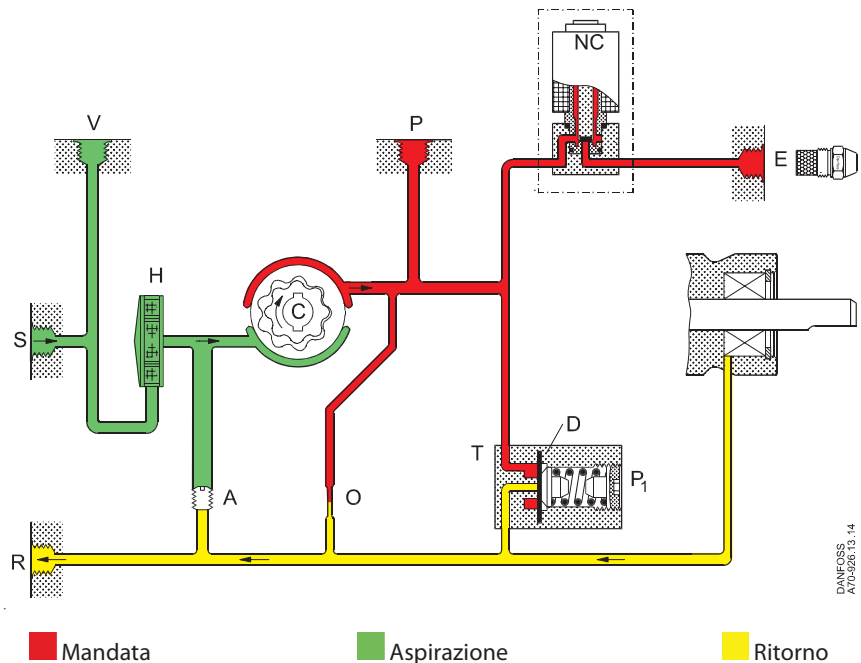 NC
V
P
E
H
C
S
D
T
P1
A
O
R
DANFOSS
A70-926.13.14
Mandata
Aspirazione
Ritorno